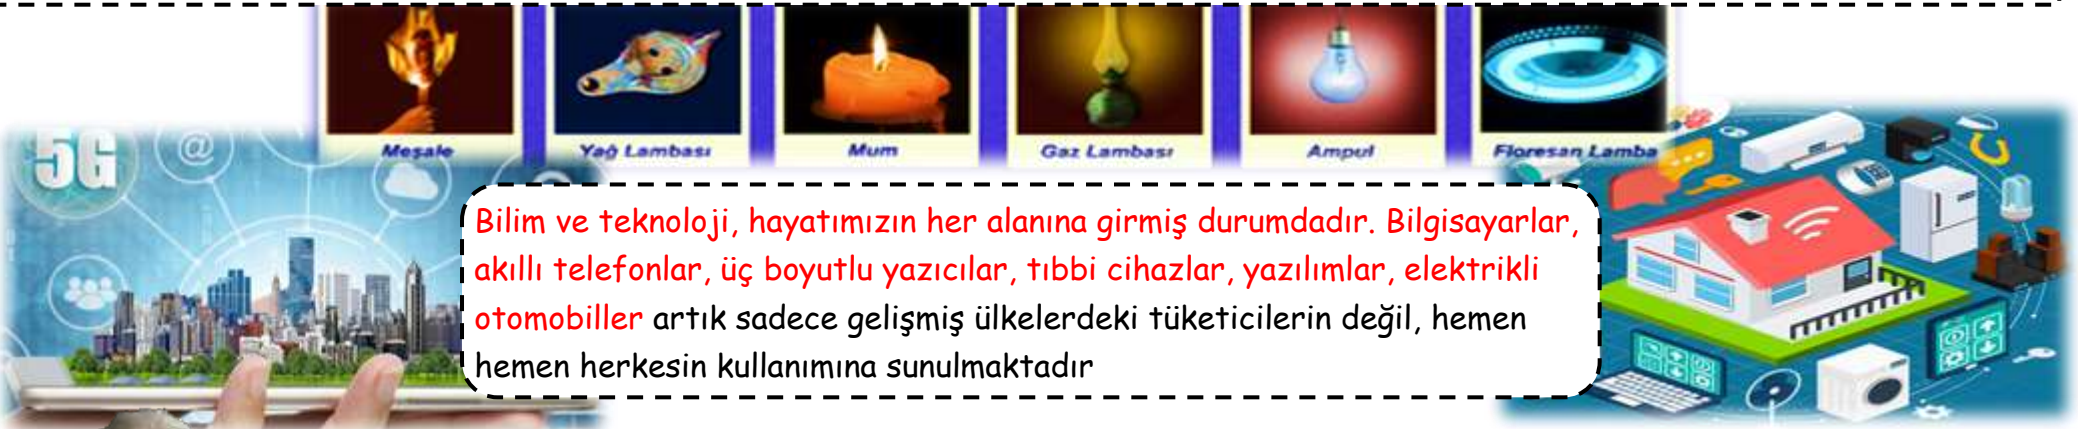 Meşale
Yağ Lambası
Mum
Gaz Lambası
Ampul
Floresan Lamba
5G
@
Bilim ve teknoloji, hayatımızın her alanına girmiş durumdadır. Bilgisayarlar,
akıllı telefonlar, üç boyutlu yazıcılar, tıbbi cihazlar, yazılımlar, elektrikli
otomobiller artık sadece gelişmiş ülkelerdeki tüketicilerin değil, hemen
hemen herkesin kullanımına sunulmaktadır